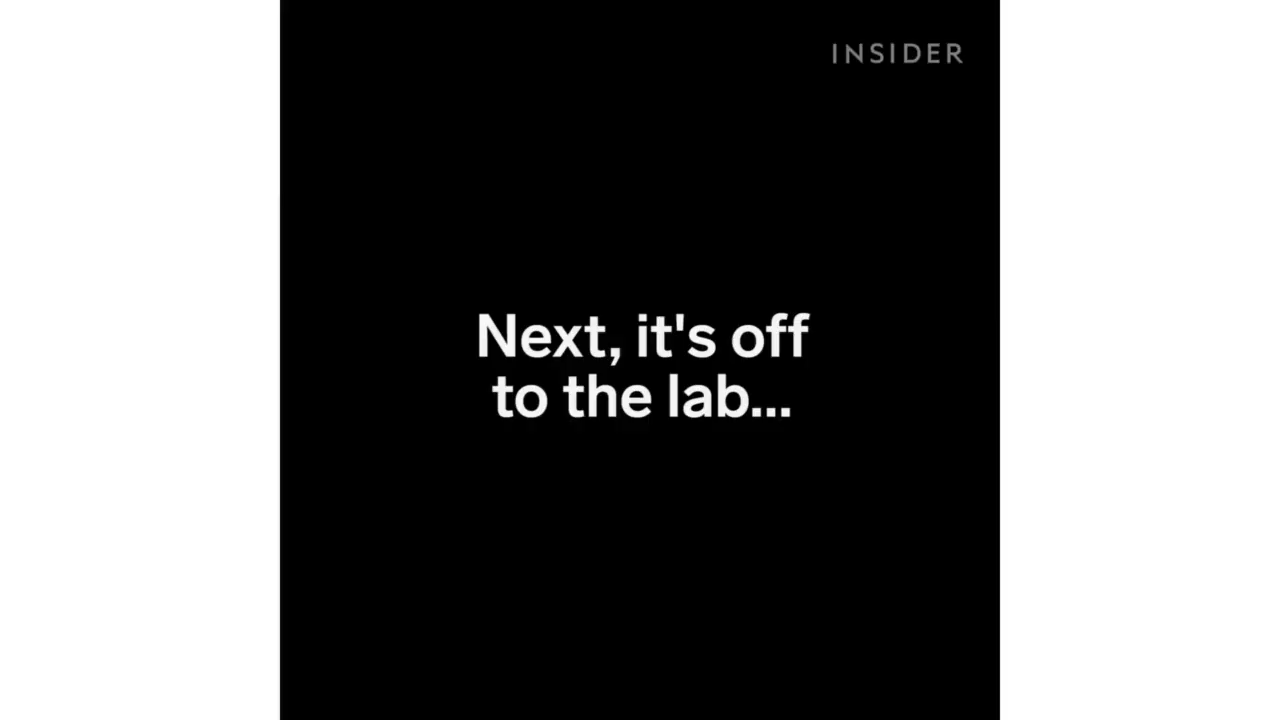 INSIDER
Next, it's off
to the lab...